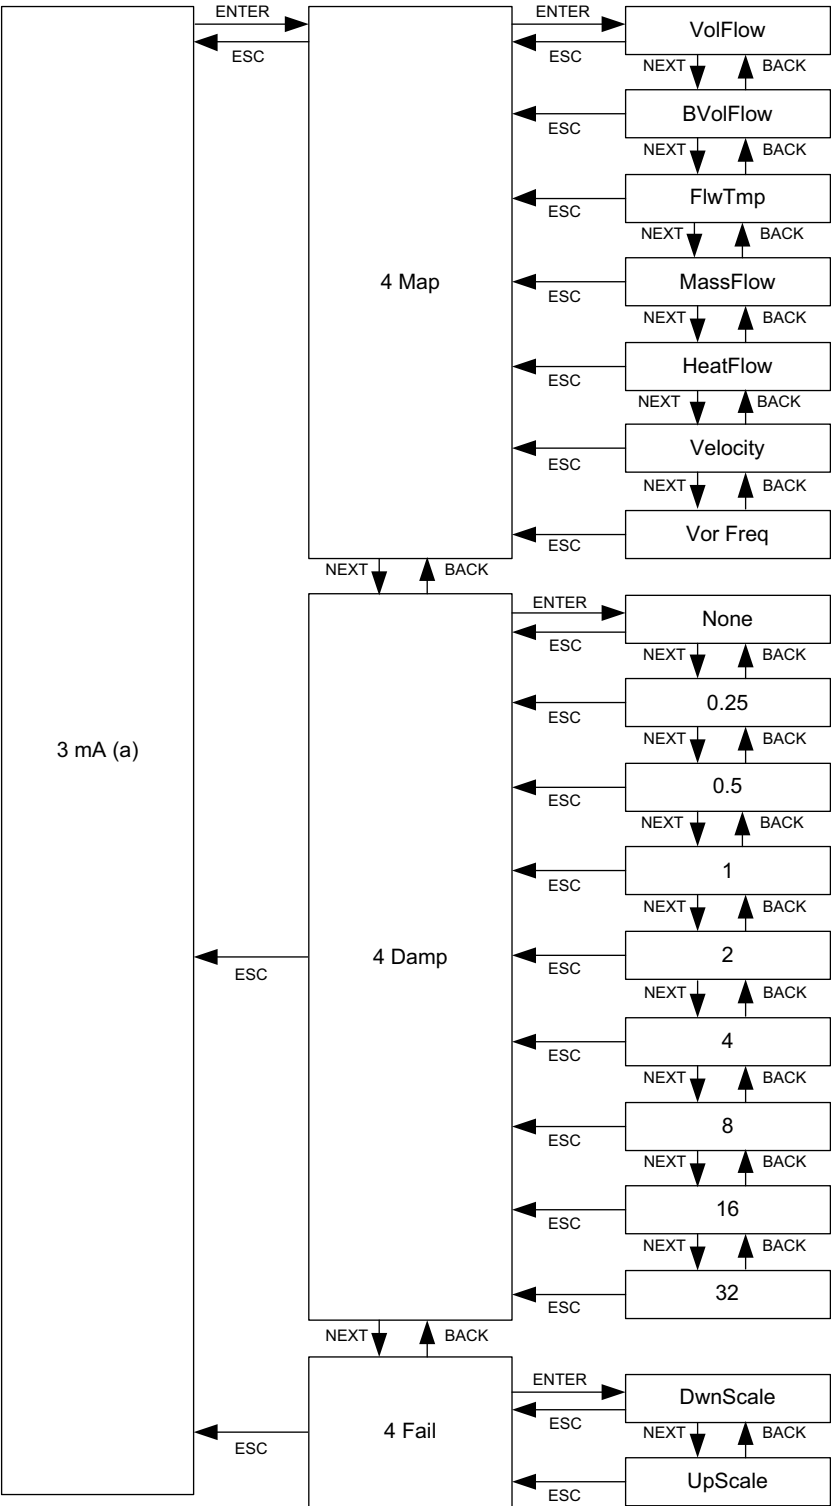 ENTER
ENTER
VolFlow
ESC
ESC
NEXT
BACK
BVolFlow
ESC
NEXT
BACK
FlwTmp
ESC
NEXT
BACK
4 Map
MassFlow
ESC
NEXT
BACK
HeatFlow
ESC
NEXT
BACK
Velocity
ESC
NEXT
BACK
Vor Freq
ESC
NEXT
BACK
ENTER
None
ESC
NEXT
BACK
0.25
ESC
NEXT
BACK
3 mA (a)
0.5
ESC
NEXT
BACK
1
ESC
NEXT
BACK
4 Damp
2
ESC
ESC
NEXT
BACK
4
ESC
NEXT
BACK
8
ESC
NEXT
BACK
16
ESC
NEXT
BACK
32
ESC
NEXT
BACK
ENTER
DwnScale
ESC
NEXT
BACK
4 Fail
ESC
UpScale
ESC